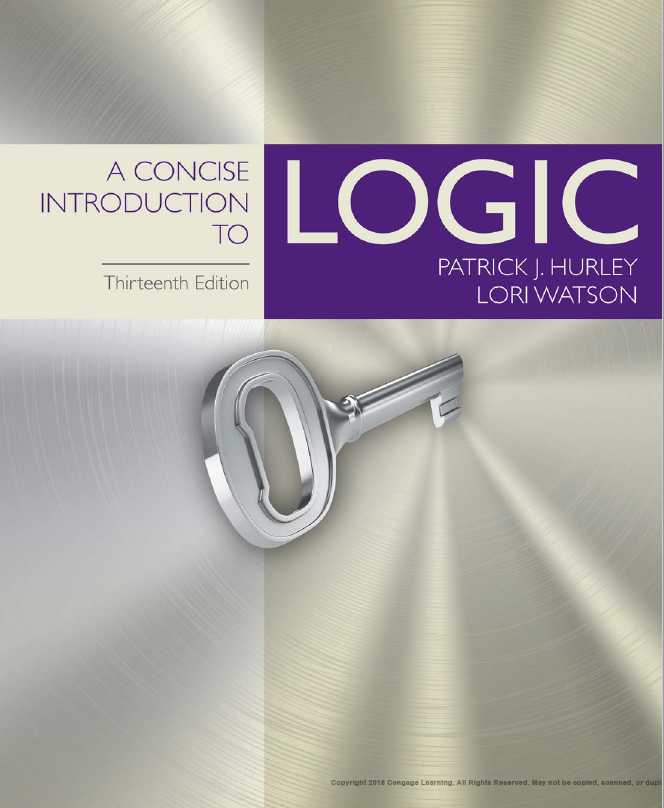 A CONCISE
INTRODUCTION
TO
Thirteenth Edition
LOGIC
PATRICK J. HURLEY
LORI WATSON
Copyright 2018 Cengage Learning. All Rights Reserved. May not be copied, scanned, or dupl